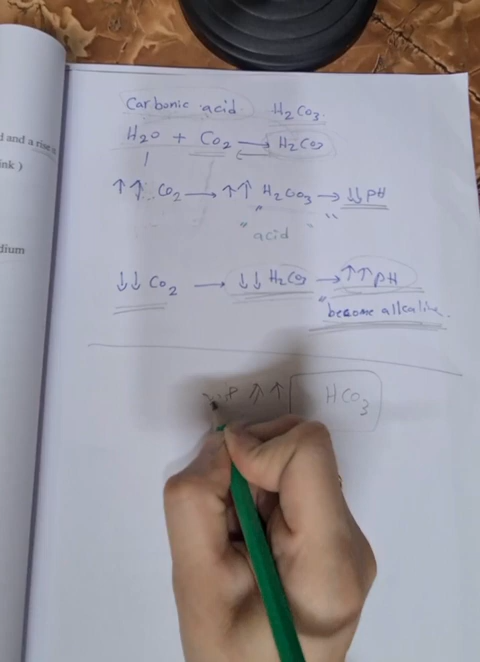 d and a rise
ink )
dium
Carbonic acid H₂CO₃.
H₂O + CO₂ ⇌ H₂CO₃
↑↑ CO₂ → ↑↑ H₂CO₃ → ↓↓ pH
"acid"
↓↓ CO₂ → ↓↓ H₂CO₃ → ↑↑ pH
"become alkaline.
↑↑ HCO₃